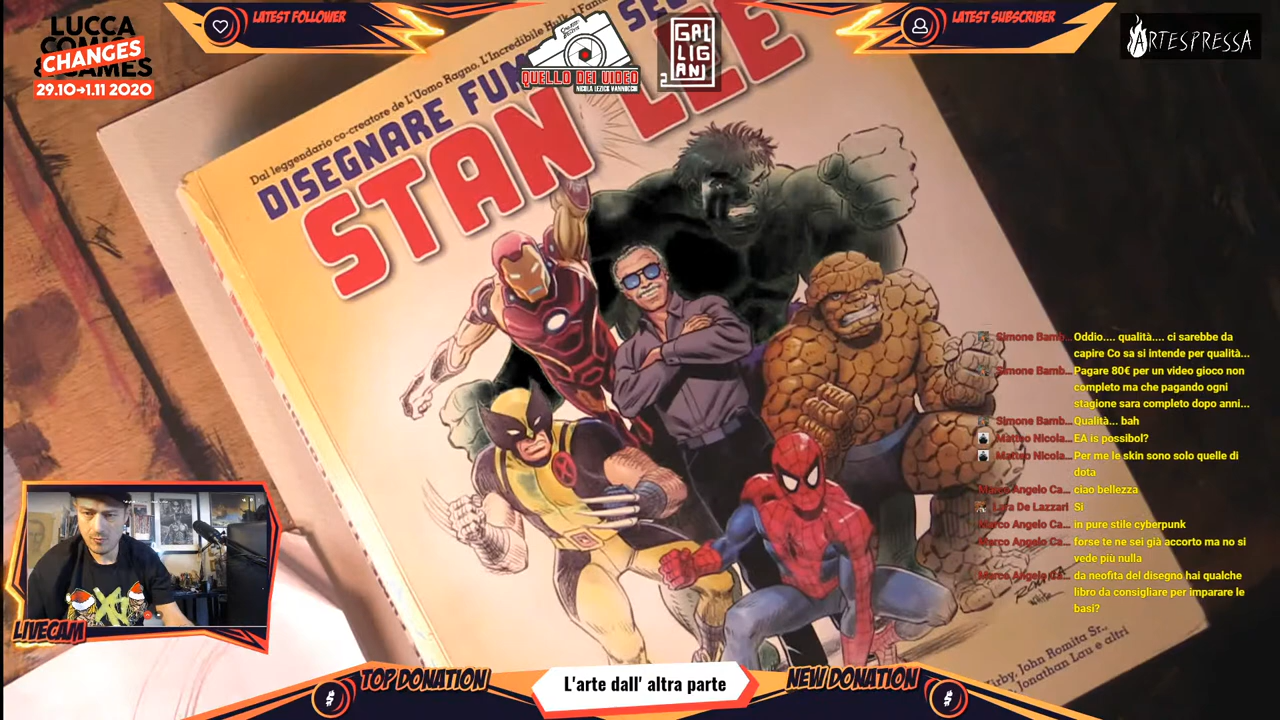 LUCCA
COMICS
CHANGES
& GAMES
29.10→1.11 2020
LATEST FOLLOWER
QUELLO DEI VIDEO
GAL
LIG
ANI
LATEST SUBSCRIBER
ARTESPRESSA
Dal leggendario co-creatore de L'Uomo Ragno, L'Incredibile Hulk, I
DISEGNARE FUM
STAN LEE
Simone Bamb... Oddio.... qualità.... ci sarebbe da
capire Co sa si intende per qualità...
Simone Bamb... Pagare 80€ per un video gioco non
completo ma che pagando ogni
stagione sara completo dopo anni...
Simone Bamb... Qualità... bah
Matteo Nicola... EA is possibol?
Matteo Nicola... Per me le skin sono solo quelle di
dota
Marco Angelo Ca... ciao bellezza
Lara De Lazzari Si
Marco Angelo Ca... in pure stile cyberpunk
Marco Angelo Ca... forse te ne sei già accorto ma no si
vede più nulla
Marco Angelo Ca... da neofita del disegno hai qualche
libro da consigliare per imparare le
basi?
Kirby, John Romita Sr.,
Jonathan Lau e altri
LIVECAM
TOP DONATION
L'arte dall' altra parte
NEW DONATION